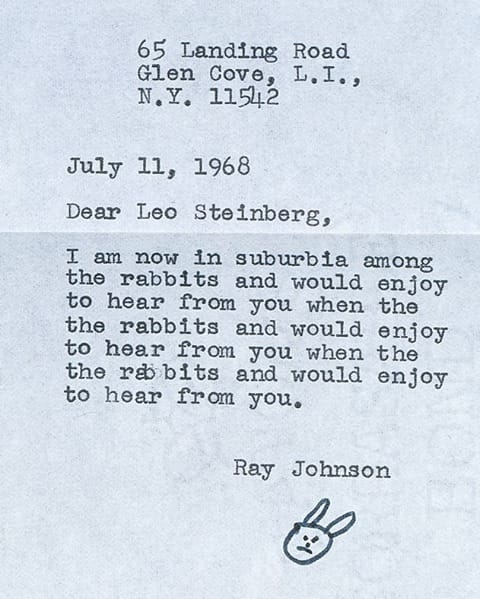 65 Landing Road
Glen Cove, L.I.,
N.Y. 11542
July 11, 1968
Dear Leo Steinberg,
I am now in suburbia among
the rabbits and would enjoy
to hear from you when the
the rabbits and would enjoy
to hear from you when the
the rabbits and would enjoy
to hear from you.
Ray Johnson